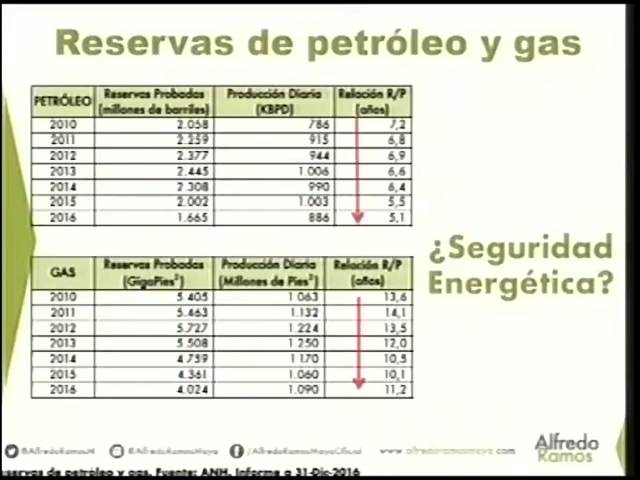 Reservas de petróleo y gas
PETRÓLEO Reservas Probadas (millones de barriles) Producción Diaria (KBPD) Relación R/P (años)
2010 2.058 786 7,2
2011 2.259 915 6,8
2012 2.377 944 6,9
2013 2.445 1.006 6,6
2014 2.308 990 6,4
2015 2.002 1.003 5,5
2016 1.665 886 5,1
¿Seguridad
Energética?
GAS Reservas Probadas (GigaPies³) Producción Diaria (Millones de Pies³) Relación R/P (años)
2010 5.405 1.063 13,6
2011 5.463 1.132 14,1
2012 5.727 1.224 13,5
2013 5.508 1.250 12,0
2014 4.759 1.170 10,5
2015 4.361 1.060 10,1
2016 4.024 1.090 11,2
@AlfredoRamosM @AlfredoRamosMaya /AlfredoRamosMayaOficial www.alfredoramosmaya.com
Alfredo
Ramos
de petróleo y gas. Fuente: ANH. Informe a 31-Dic-2016